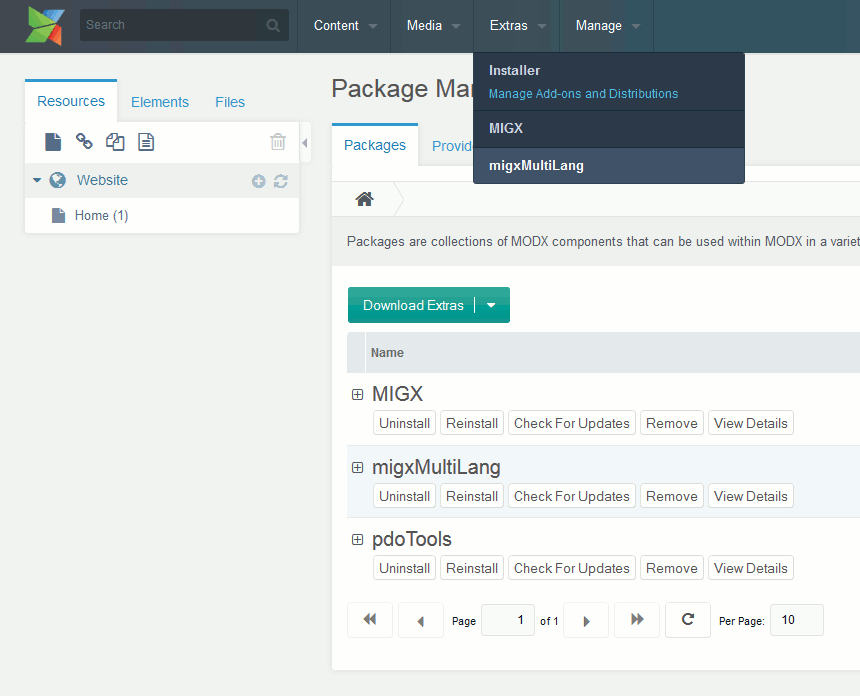 Search
Content
Media
Extras
Manage
Installer
Manage Add-ons and Distributions
MIGX
migxMultiLang
Resources
Elements
Files
Website
Home (1)
Package Ma
Packages
Provid
Packages are collections of MODX components that can be used within MODX in a variet
Download Extras
Name
MIGX
Uninstall Reinstall Check For Updates Remove View Details
migxMultiLang
Uninstall Reinstall Check For Updates Remove View Details
pdoTools
Uninstall Reinstall Check For Updates Remove View Details
Page 1 of 1 Per Page: 10